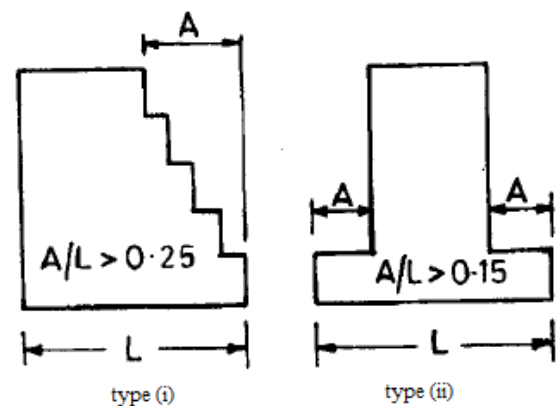 A
A/L > 0·25
L
type (i)
A
A
A/L > 0·15
L
type (ii)